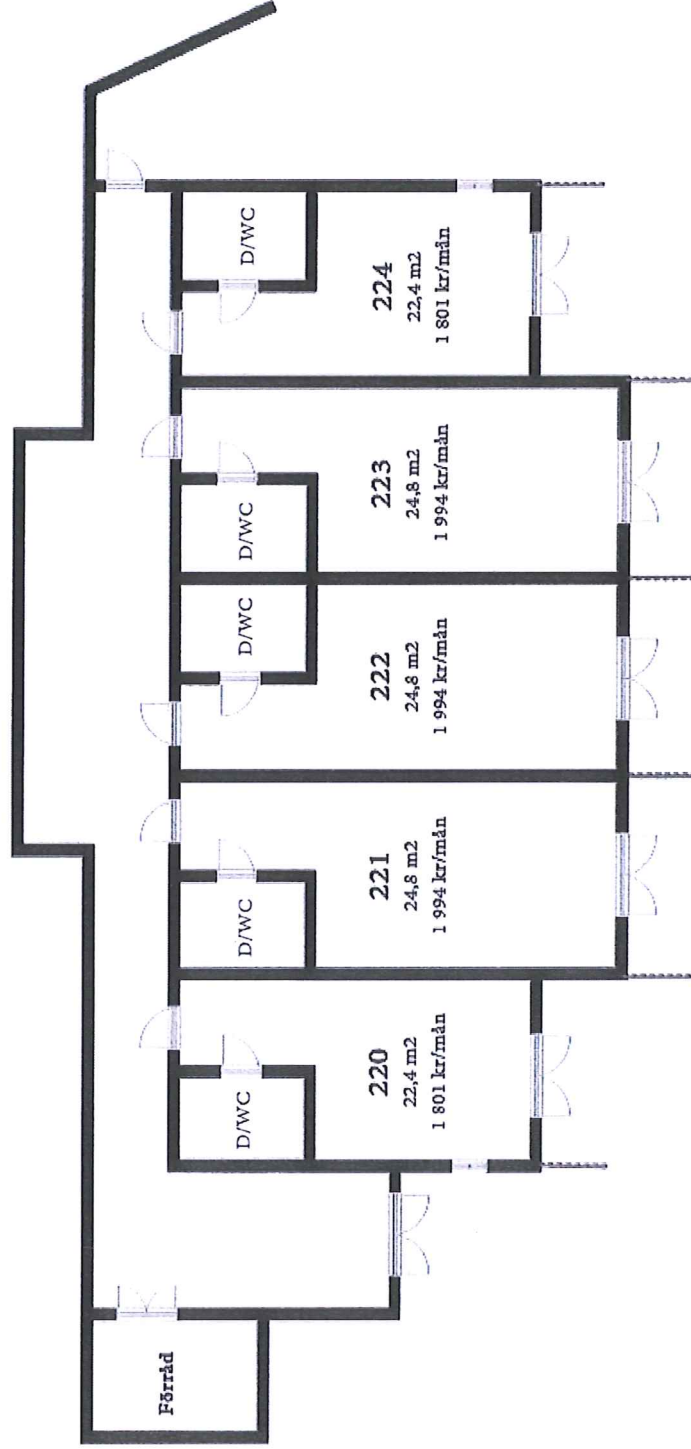 Förråd
D/WC
220
22,4 m2
1 801 kr/mån
D/WC
221
24,8 m2
1 994 kr/mån
D/WC
222
24,8 m2
1 994 kr/mån
D/WC
223
24,8 m2
1 994 kr/mån
D/WC
224
22,4 m2
1 801 kr/mån